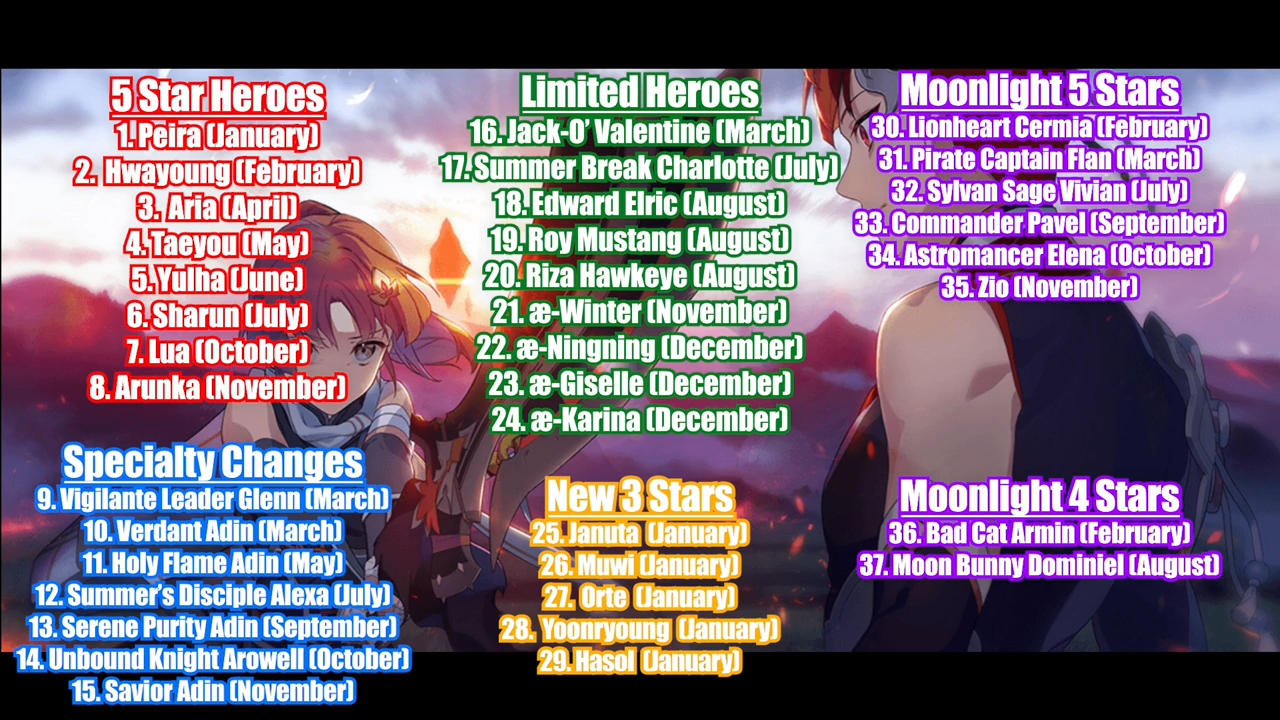 5 Star Heroes
1. Peira (January)
2. Hwayoung (February)
3. Aria (April)
4. Taeyou (May)
5. Yulha (June)
6. Sharun (July)
7. Lua (October)
8. Arunka (November)
Specialty Changes
9. Vigilante Leader Glenn (March)
10. Verdant Adin (March)
11. Holy Flame Adin (May)
12. Summer's Disciple Alexa (July)
13. Serene Purity Adin (September)
14. Unbound Knight Arowell (October)
15. Savior Adin (November)
Limited Heroes
16. Jack-O' Valentine (March)
17. Summer Break Charlotte (July)
18. Edward Elric (August)
19. Roy Mustang (August)
20. Riza Hawkeye (August)
21. æ-Winter (November)
22. æ-Ningning (December)
23. æ-Giselle (December)
24. æ-Karina (December)
New 3 Stars
25. Januta (January)
26. Muwi (January)
27. Orte (January)
28. Yoonryoung (January)
29. Hasol (January)
Moonlight 5 Stars
30. Lionheart Cermia (February)
31. Pirate Captain Flan (March)
32. Sylvan Sage Vivian (July)
33. Commander Pavel (September)
34. Astromancer Elena (October)
35. Zio (November)
Moonlight 4 Stars
36. Bad Cat Armin (February)
37. Moon Bunny Dominiel (August)